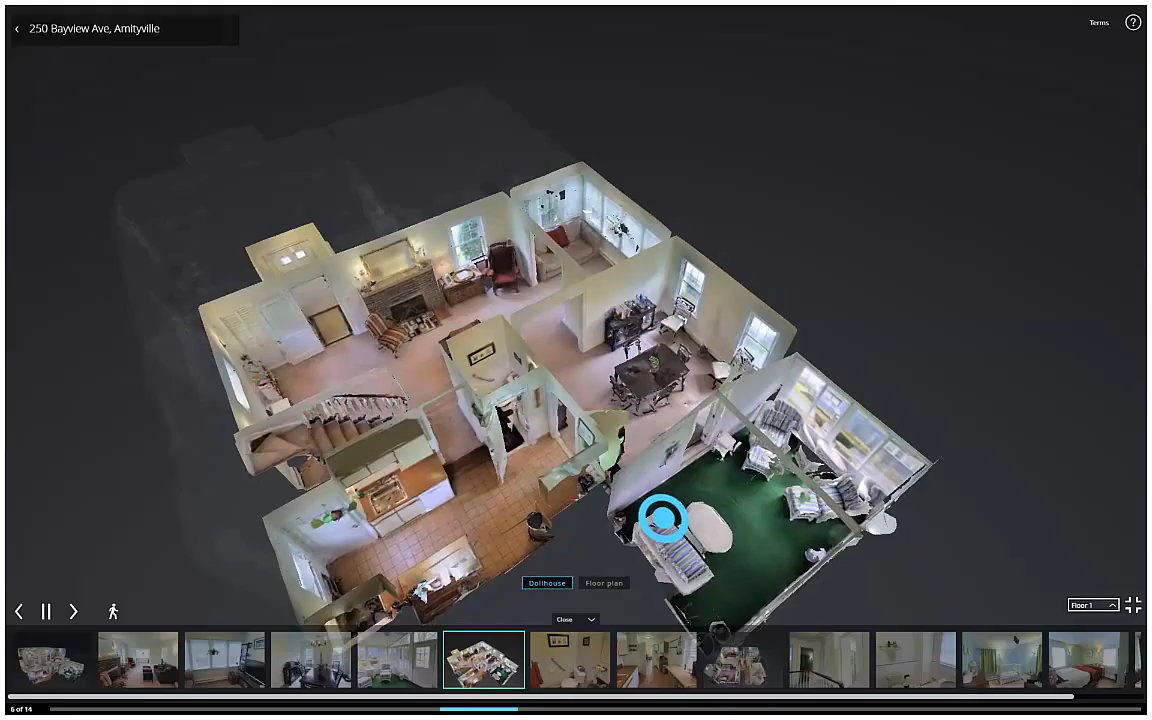 ‹ 250 Bayview Ave, Amityville
Terms ?
Dollhouse Floor plan
Floor 1
Close
6 of 14